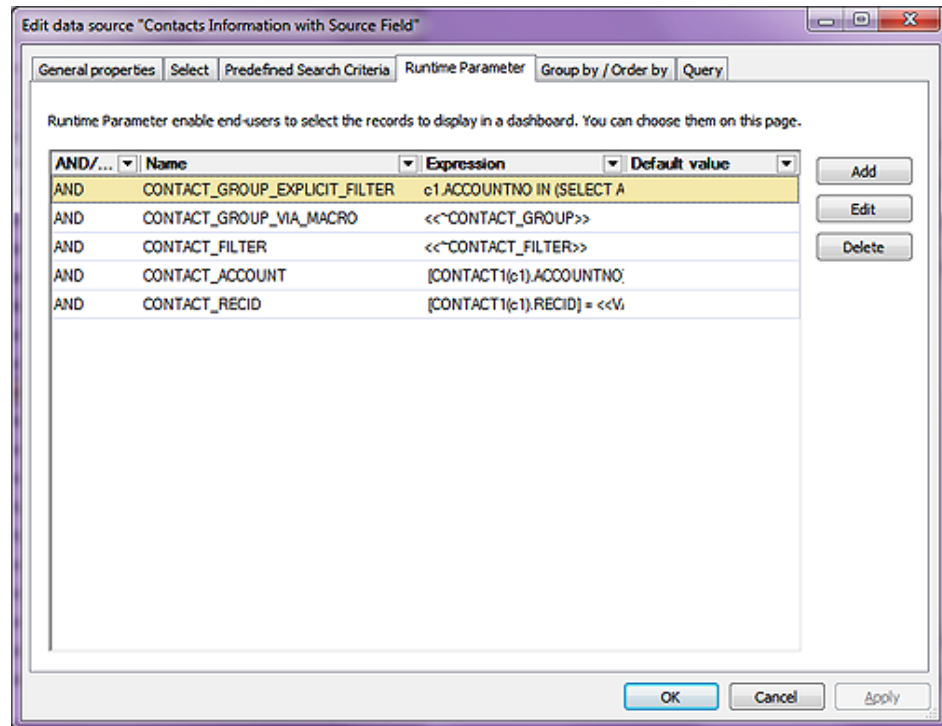 Edit data source "Contacts Information with Source Field"
General properties Select Predefined Search Criteria Runtime Parameter Group by / Order by Query
Runtime Parameter enable end-users to select the records to display in a dashboard. You can choose them on this page.
AND/... Name Expression Default value
Add
AND CONTACT_GROUP_EXPLICIT_FILTER c1.ACCOUNTNO IN (SELECT A
Edit
AND CONTACT_GROUP_VIA_MACRO <<~CONTACT_GROUP>>
Delete
AND CONTACT_FILTER <<~CONTACT_FILTER>>
AND CONTACT_ACCOUNT [CONTACT1(c1).ACCOUNTNO]
AND CONTACT_RECID [CONTACT1(c1).RECID] = <<V
OK Cancel Apply